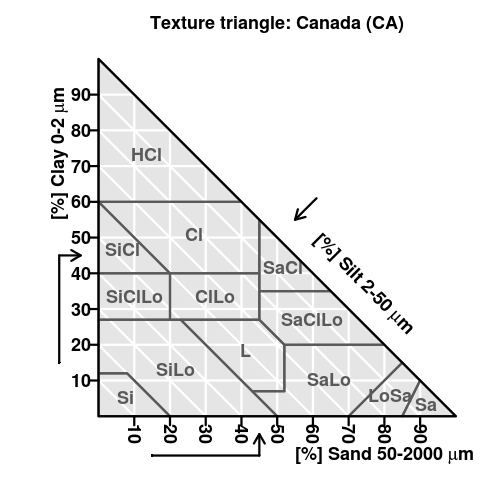 Texture triangle: Canada (CA)
[%] Clay 0-2 μm
90
80
70
60
50
40
30
20
10
HCl
SiCl
Cl
SaCl
SiClLo
ClLo
SaClLo
L
SiLo
SaLo
Si
LoSa
Sa
[%] Silt 2-50 μm
10
20
30
40
50
60
70
80
90
[%] Sand 50-2000 μm